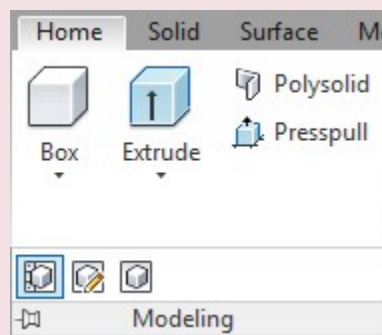 Home Solid Surface M
Polysolid
Presspull
Box Extrude
Modeling